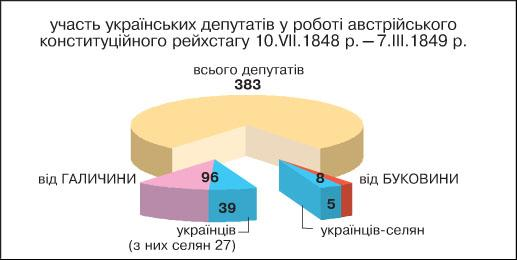 участь українських депутатів у роботі австрійського
конституційного рейхстагу 10.VII.1848 р.—7.III.1849 р.
всього депутатів
383
від ГАЛИЧИНИ
96
8
від БУКОВИНИ
39
5
українців
(з них селян 27)
українців-селян